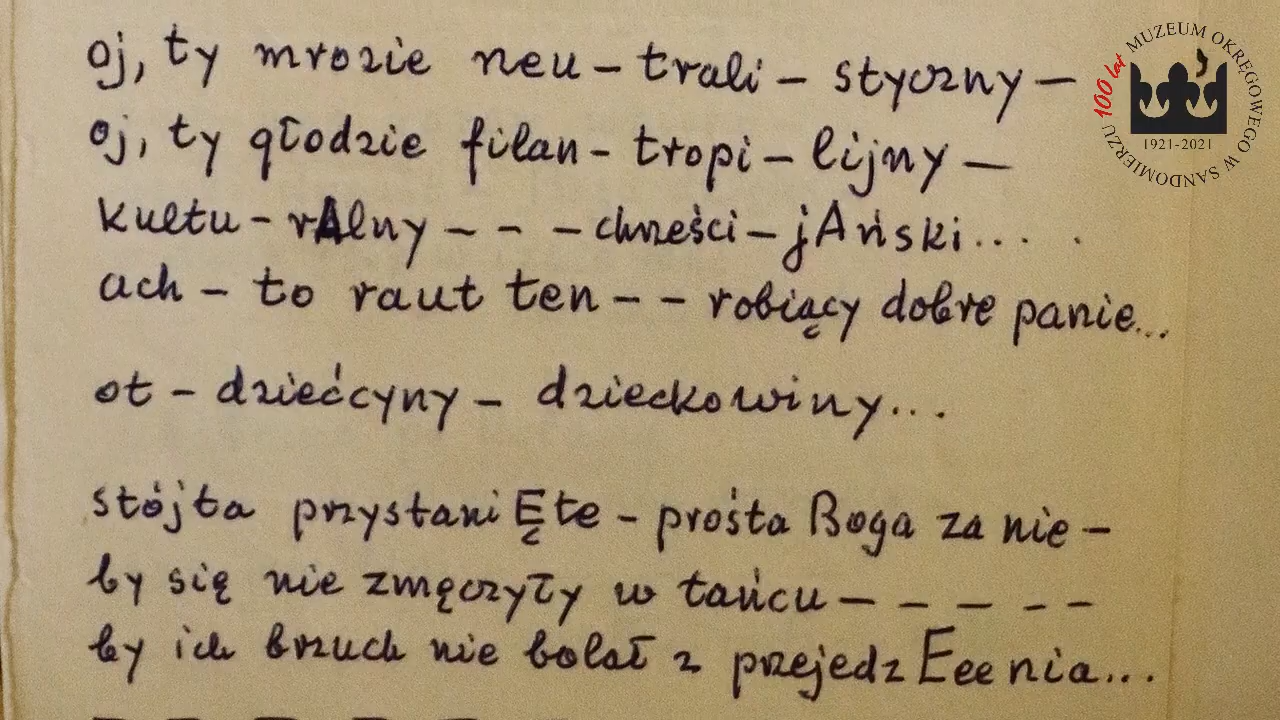 oj, ty mrozie neu – trali – styczny –
oj, ty głodzie filan – tropi – lijny –
kultu – rAlny – – – chrześci – jAński... .
ach – to raut ten – – robiący dobre panie...
ot – dziećcyny – dzieckowiny...
stójta przystaniĘte – prośta Boga za nie –
by się nie zmęczyły w tańcu – – – – –
by ich brzuch nie bolał z przejedzEeenia...
100 lat MUZEUM OKRĘGOWEGO W SANDOMIERZU
1921-2021